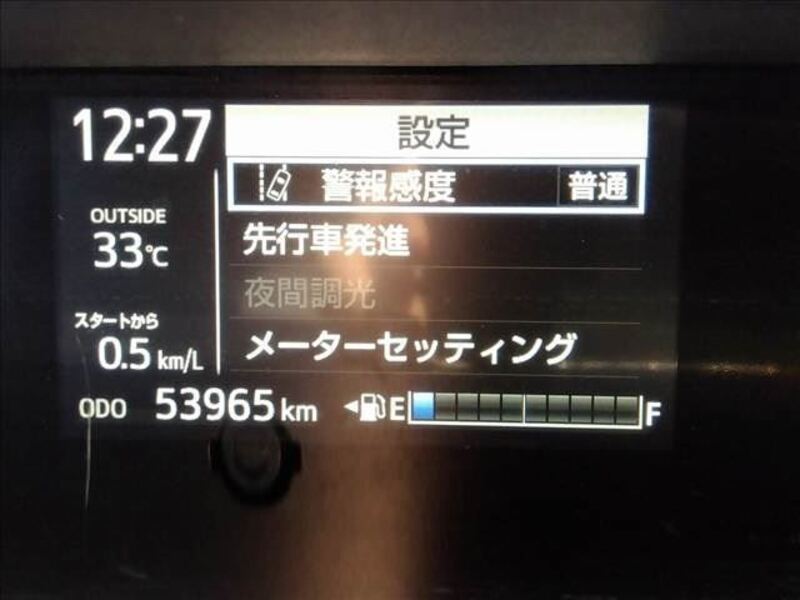 12:27
設定
警報感度 普通
OUTSIDE
33℃
先行車発進
夜間調光
スタートから
0.5 km/L
メーターセッティング
ODO 53965 km
E F